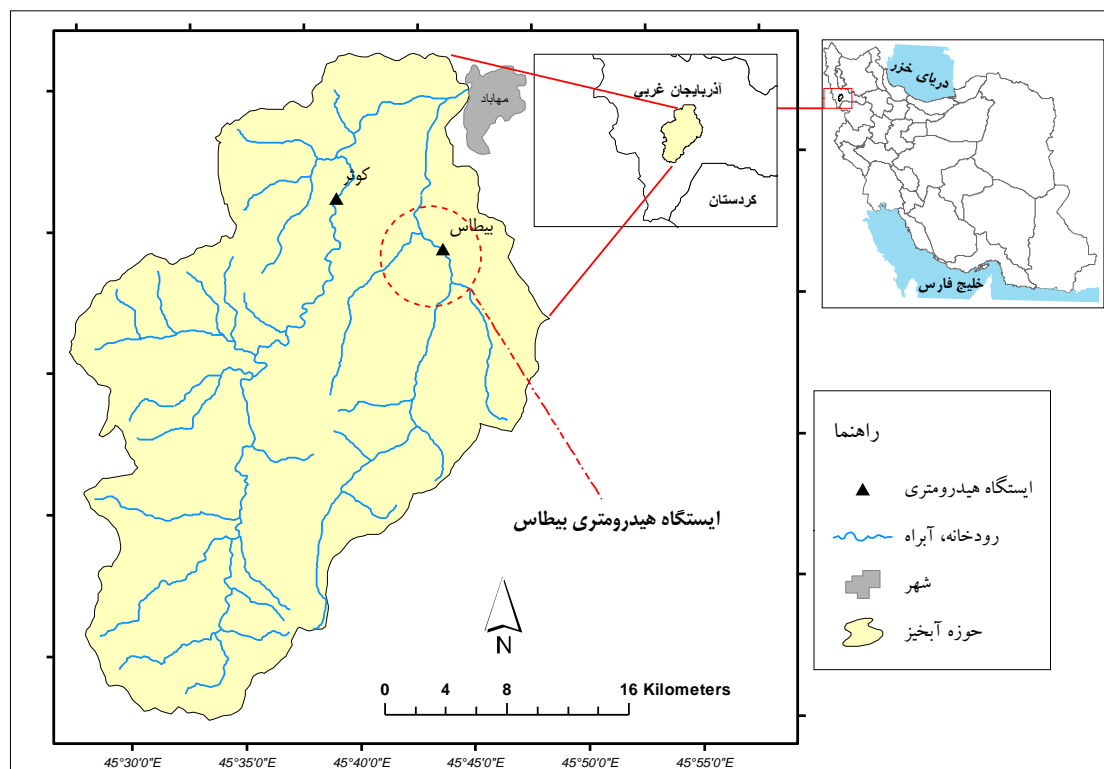 مهاباد
کوثر
بیطاس
ایستگاه هیدرومتری بیطاس
N
0 4 8 16 Kilometers
45°30'0"E 45°35'0"E 45°40'0"E 45°45'0"E 45°50'0"E 45°55'0"E
آذربایجان غربی
کردستان
دریای خزر
خلیج فارس
راهنما
ایستگاه هیدرومتری
رودخانه، آبراه
شهر
حوزه آبخیز